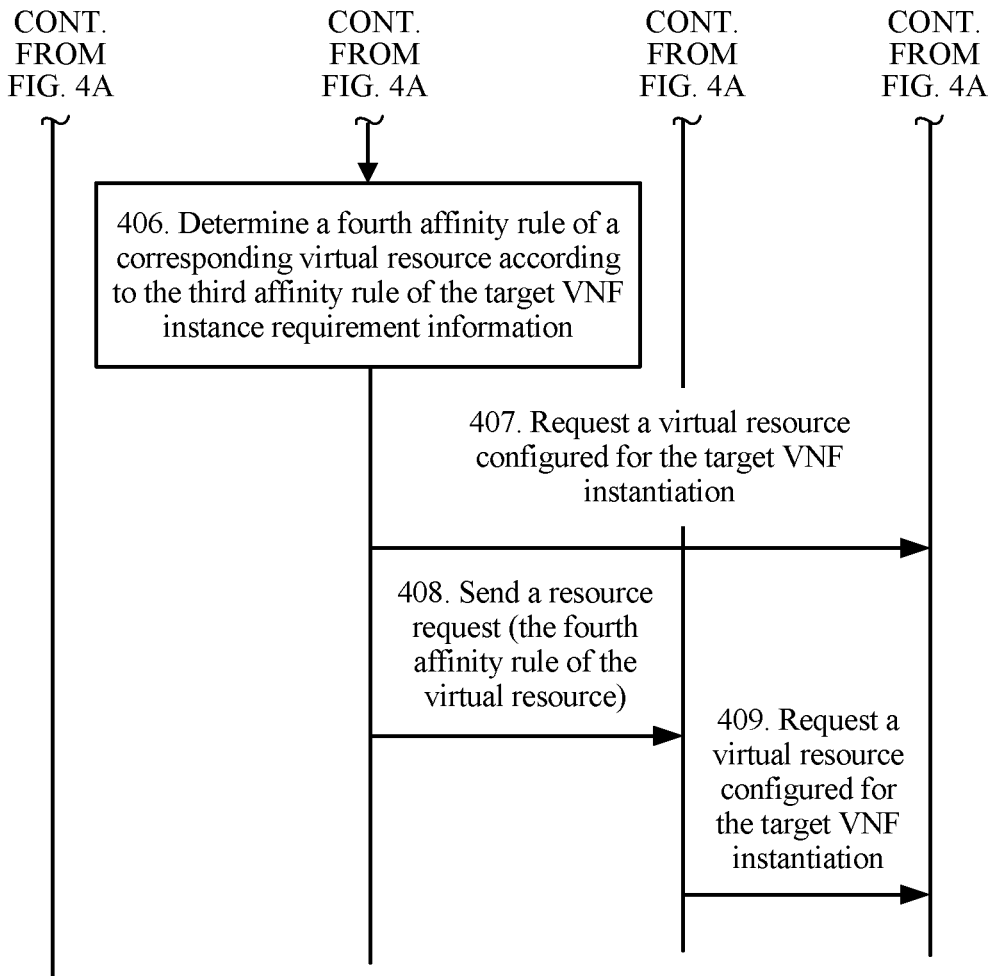 CONT.
FROM
FIG. 4A
CONT.
FROM
FIG. 4A
CONT.
FROM
FIG. 4A
CONT.
FROM
FIG. 4A
406. Determine a fourth affinity rule of a
corresponding virtual resource according
to the third affinity rule of the target VNF
instance requirement information
407. Request a virtual resource
configured for the target VNF
instantiation
408. Send a resource
request (the fourth
affinity rule of the
virtual resource)
409. Request a
virtual resource
configured for
the target VNF
instantiation